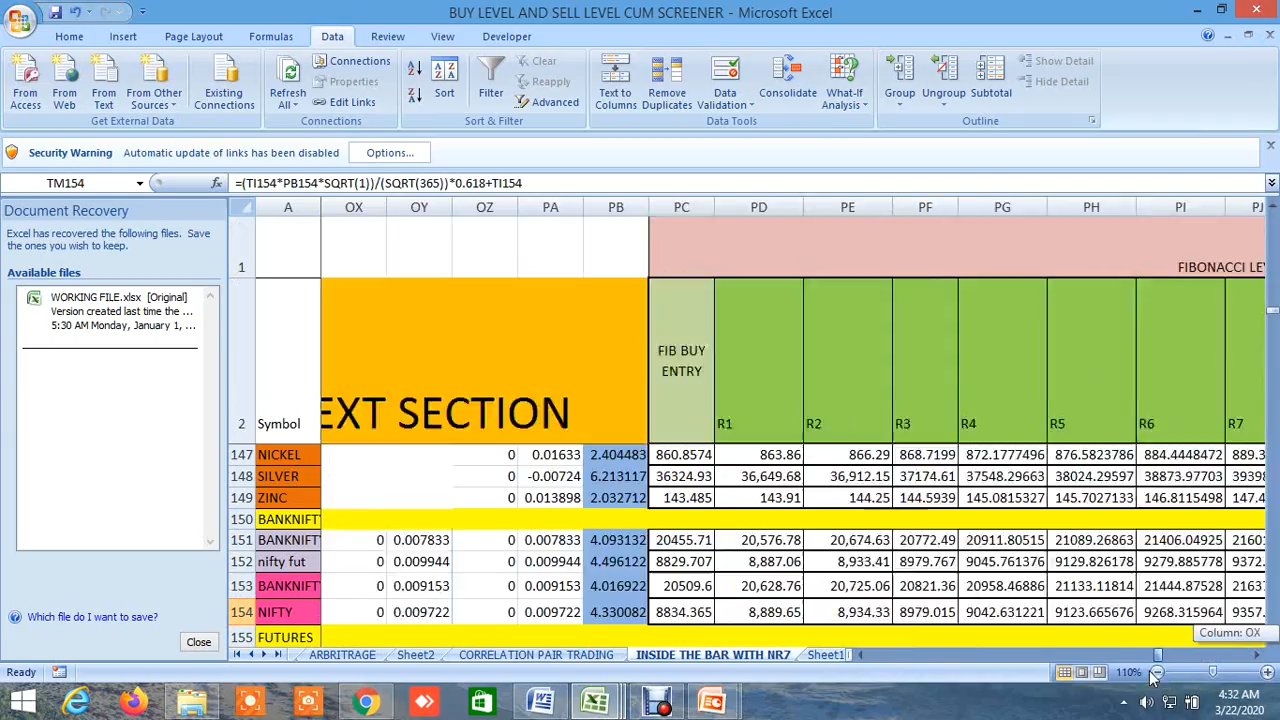 BUY LEVEL AND SELL LEVEL CUM SCREENER - Microsoft Excel
Home Insert Page Layout Formulas Data Review View Developer
From Access From Web From Text From Other Sources Existing Connections Refresh All Connections Properties Edit Links Sort Filter Clear Reapply Advanced Text to Columns Remove Duplicates Data Validation Consolidate What-If Analysis Group Ungroup Subtotal Show Detail Hide Detail
Get External Data Connections Sort & Filter Data Tools Outline
Security Warning Automatic update of links has been disabled Options...
TM154 fx =(TI154*PB154*SQRT(1))/(SQRT(365))*0.618+TI154
Document Recovery
Excel has recovered the following files. Save
the ones you wish to keep.
Available files
WORKING FILE.xlsx [Original]
Version created last time the ...
5:30 AM Monday, January 1, ...
Which file do I want to save?
Close
A OX OY OZ PA PB PC PD PE PF PG PH PI PJ
1 FIBONACCI LE
2 Symbol EXT SECTION FIB BUY ENTRY R1 R2 R3 R4 R5 R6 R7
147 NICKEL 0 0.01633 2.404483 860.8574 863.86 866.29 868.7199 872.1777496 876.5823786 884.4448472 889.3
148 SILVER 0 -0.00724 6.213117 36324.93 36,649.68 36,912.15 37174.61 37548.29663 38024.29597 38873.97703 3939
149 ZINC 0 0.013898 2.032712 143.485 143.91 144.25 144.5939 145.0815327 145.7027133 146.8115498 147.4
150 BANKNIFTY
151 BANKNIFTY 0 0.007833 0 0.007833 4.093132 20455.71 20,576.78 20,674.63 20772.49 20911.80515 21089.26863 21406.04925 2160
152 nifty fut 0 0.009944 0 0.009944 4.496122 8829.707 8,887.06 8,933.41 8979.767 9045.761376 9129.826178 9279.885778 9372.
153 BANKNIFTY 0 0.009153 0 0.009153 4.016922 20509.6 20,628.76 20,725.06 20821.36 20958.46886 21133.11814 21444.87528 2163
154 NIFTY 0 0.009722 0 0.009722 4.330082 8834.365 8,889.65 8,934.33 8979.015 9042.631221 9123.665676 9268.315964 9357.
155 FUTURES
Column: OX
ARBITRAGE Sheet2 CORRELATION PAIR TRADING INSIDE THE BAR WITH NR7 Sheet1
Ready 110%
4:32 AM
3/22/2020